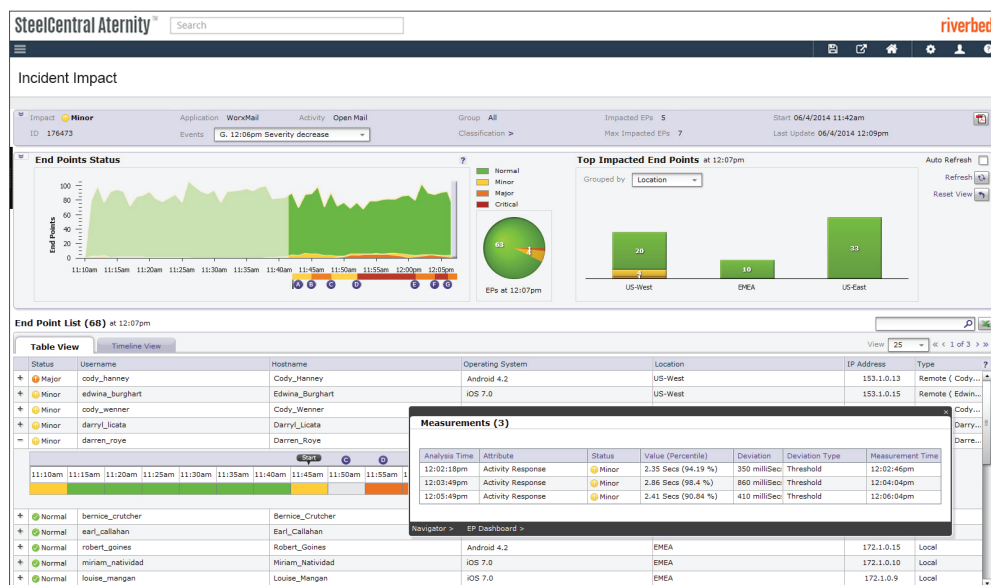 SteelCentral Aternity™ Search riverbed
Incident Impact
Impact Minor Application WorxMail Activity Open Mail Group All Impacted EPs 5 Start 06/4/2014 11:42am
ID 176473 Events G. 12:06pm Severity decrease Classification > Max Impacted EPs 7 Last Update 06/4/2014 12:09pm
End Points Status ? Top Impacted End Points at 12:07pm Auto Refresh
Normal
Minor
Major
Critical
Grouped by Location
Refresh
Reset View
End Points
100
80
60
40
20
0
11:10am 11:15am 11:20am 11:25am 11:30am 11:35am 11:40am 11:45am 11:50am 11:55am 12:00pm 12:05pm
A B C D E F G
63
EPs at 12:07pm
20
4
10
33
US-West EMEA US-East
End Point List (68) at 12:07pm
Table View Timeline View View 25 « < 1 of 3 > »
Status Username Hostname Operating System Location IP Address Type ?
+ Major cody_hanney Cody_Hanney Android 4.2 US-West 153.1.0.13 Remote ( Cody...
+ Minor edwina_burghart Edwina_Burghart iOS 7.0 US-West 153.1.0.15 Remote ( Edwin...
+ Minor cody_wenner Cody_Wenner Cody...
+ Minor darryl_licata Darryl_Licata Darry...
− Minor darren_roye Darren_Roye Darre...
Start C D
11:10am 11:15am 11:20am 11:25am 11:30am 11:35am 11:40am 11:45am 11:50am 11:55am 1
Measurements (3) ×
Analysis Time Attribute Status Value (Percentile) Deviation Deviation Type Measurement Time
12:02:18pm Activity Response Minor 2.35 Secs (94.19 %) 350 milliSec Threshold 12:02:46pm
12:03:49pm Activity Response Minor 2.86 Secs (98.4 %) 860 milliSec Threshold 12:04:04pm
12:05:49pm Activity Response Minor 2.41 Secs (90.84 %) 410 milliSec Threshold 12:06:04pm
Navigator > EP Dashboard >
+ Normal bernice_crutcher Bernice_Crutcher
+ Normal earl_callahan Earl_Callahan
+ Normal robert_goines Robert_Goines Android 4.2 EMEA 172.1.0.15 Local
+ Normal miriam_natividad Miriam_Natividad iOS 7.0 EMEA 172.1.0.10 Local
+ Normal louise_mangan Louise_Mangan iOS 7.0 EMEA 172.1.0.9 Local